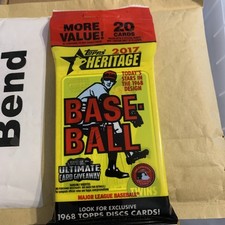 Bend
MORE VALUE!
20 CARDS
Topps
2017
HERITAGE
TODAY'S
STARS IN
THE 1968
DESIGN
BASE
BALL
ULTIMATE
CARD GIVEAWAY
MAJOR LEAGUE BASEBALL
LOOK FOR EXCLUSIVE
1968 TOPPS DISCS CARDS!